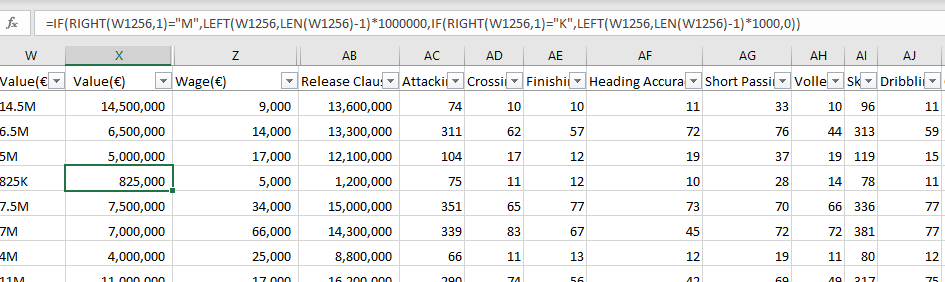 fx =IF(RIGHT(W1256,1)="M",LEFT(W1256,LEN(W1256)-1)*1000000,IF(RIGHT(W1256,1)="K",LEFT(W1256,LEN(W1256)-1)*1000,0))
W X Z AB AC AD AE AF AG AH AI AJ
Value(€ Value(€) Wage(€) Release Claus Attackin Crossi Finishi Heading Accura Short Passi Volle Sk Dribblin
14.5M 14,500,000 9,000 13,600,000 74 10 10 11 33 10 96 11
6.5M 6,500,000 14,000 13,300,000 311 62 57 72 76 44 313 59
5M 5,000,000 17,000 12,100,000 104 17 12 19 37 19 119 15
825K 825,000 5,000 1,200,000 75 11 12 10 28 14 78 11
7.5M 7,500,000 34,000 15,000,000 351 65 77 73 70 66 336 77
7M 7,000,000 66,000 14,300,000 339 83 67 45 72 72 381 77
4M 4,000,000 25,000 8,800,000 66 11 13 12 19 11 80 12
11M 11,000,000 17,000 16,200,000 290 74 56 42 69 49 317 75